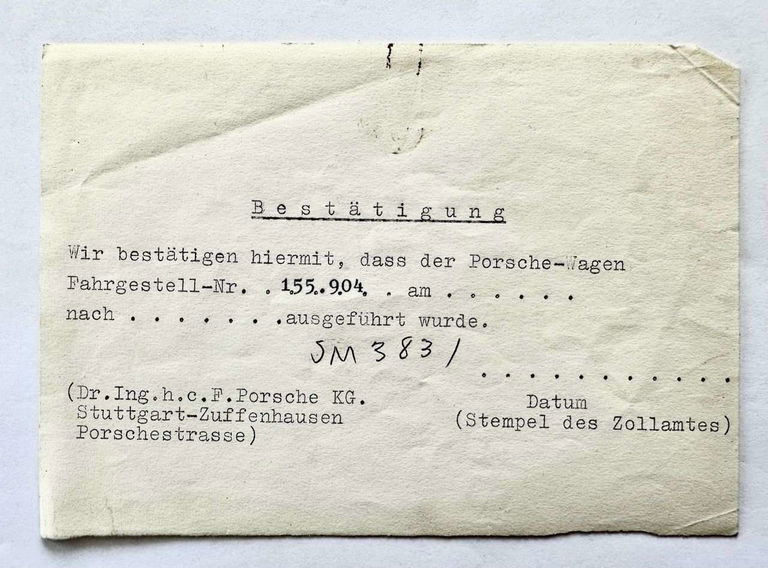 Bestätigung
Wir bestätigen hiermit, dass der Porsche-Wagen
Fahrgestell-Nr. . 155.904. . am . . . . . .
nach . . . . . . .ausgeführt wurde.
SM 3831
. . . . . . . . . . . . .
(Dr.Ing.h.c.F.Porsche KG.
Stuttgart-Zuffenhausen
Porschestrasse)
Datum
(Stempel des Zollamtes)